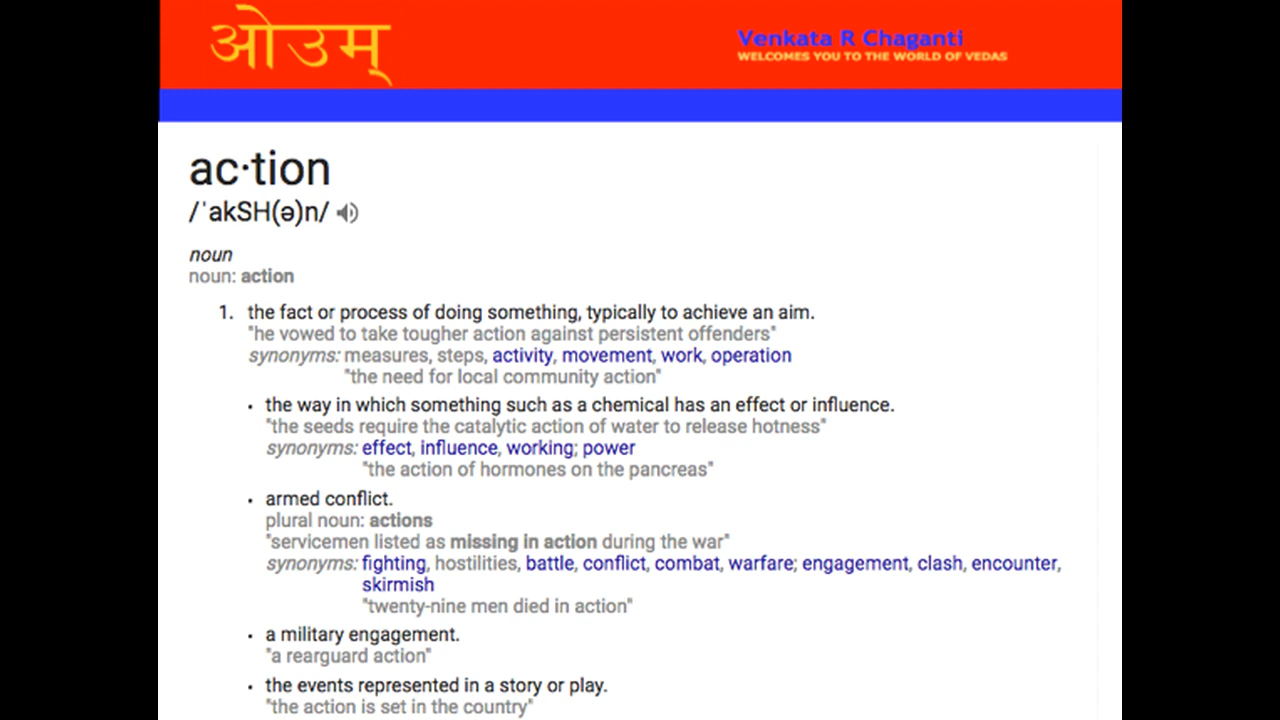 ओउम्
Venkata R Chaganti
WELCOMES YOU TO THE WORLD OF VEDAS
ac·tion
/ˈakSH(ə)n/
noun
noun: action
1. the fact or process of doing something, typically to achieve an aim.
"he vowed to take tougher action against persistent offenders"
synonyms: measures, steps, activity, movement, work, operation
"the need for local community action"
· the way in which something such as a chemical has an effect or influence.
"the seeds require the catalytic action of water to release hotness"
synonyms: effect, influence, working; power
"the action of hormones on the pancreas"
· armed conflict.
plural noun: actions
"servicemen listed as missing in action during the war"
synonyms: fighting, hostilities, battle, conflict, combat, warfare; engagement, clash, encounter,
skirmish
"twenty-nine men died in action"
· a military engagement.
"a rearguard action"
· the events represented in a story or play.
"the action is set in the country"